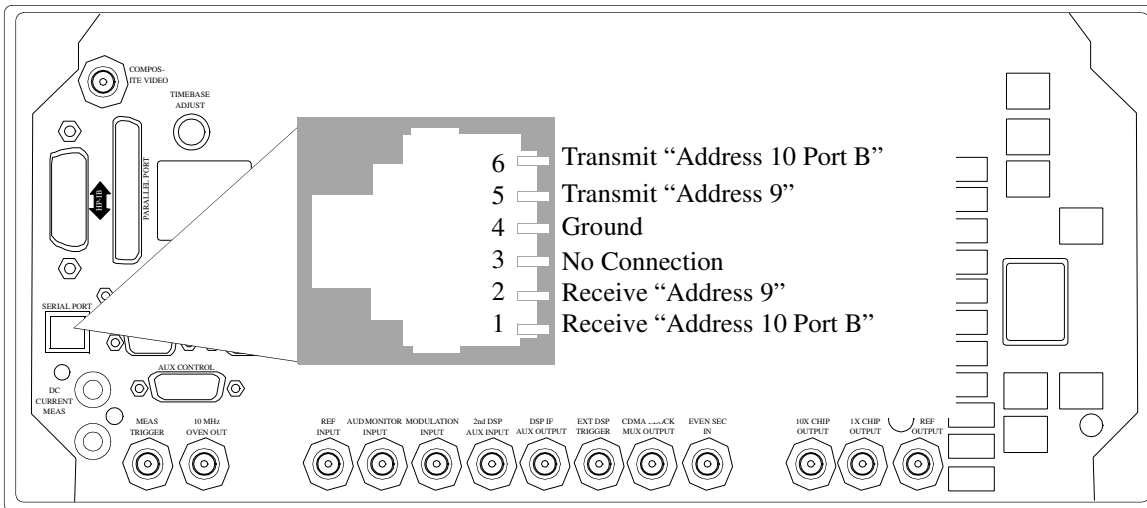 COMPOS-
ITE VIDEO
TIMEBASE
ADJUST
PARALLEL PORT
HP-IB
6 Transmit “Address 10 Port B”
5 Transmit “Address 9”
4 Ground
3 No Connection
2 Receive “Address 9”
1 Receive “Address 10 Port B”
SERIAL PORT
AUX CONTROL
DC
CURRENT
MEAS
MEAS
TRIGGER
10 MHz
OVEN OUT
REF
INPUT
AUD MONITOR
INPUT
MODULATION
INPUT
2nd DSP
AUX INPUT
DSP IF
AUX OUTPUT
EXT DSP
TRIGGER
CDMA
MUX OUTPUT
EVEN SEC
IN
10X CHIP
OUTPUT
1X CHIP
OUTPUT
REF
OUTPUT